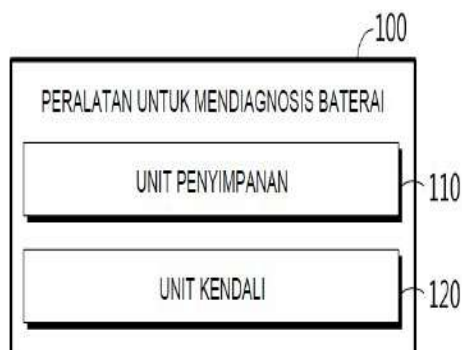 100
PERALATAN UNTUK MENDIAGNOSIS BATERAI
UNIT PENYIMPANAN
110
UNIT KENDALI
120